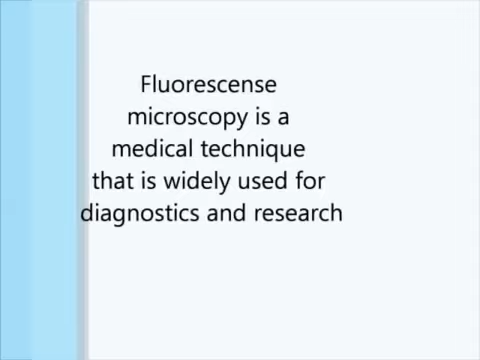 Fluorescense
microscopy is a
medical technique
that is widely used for
diagnostics and research